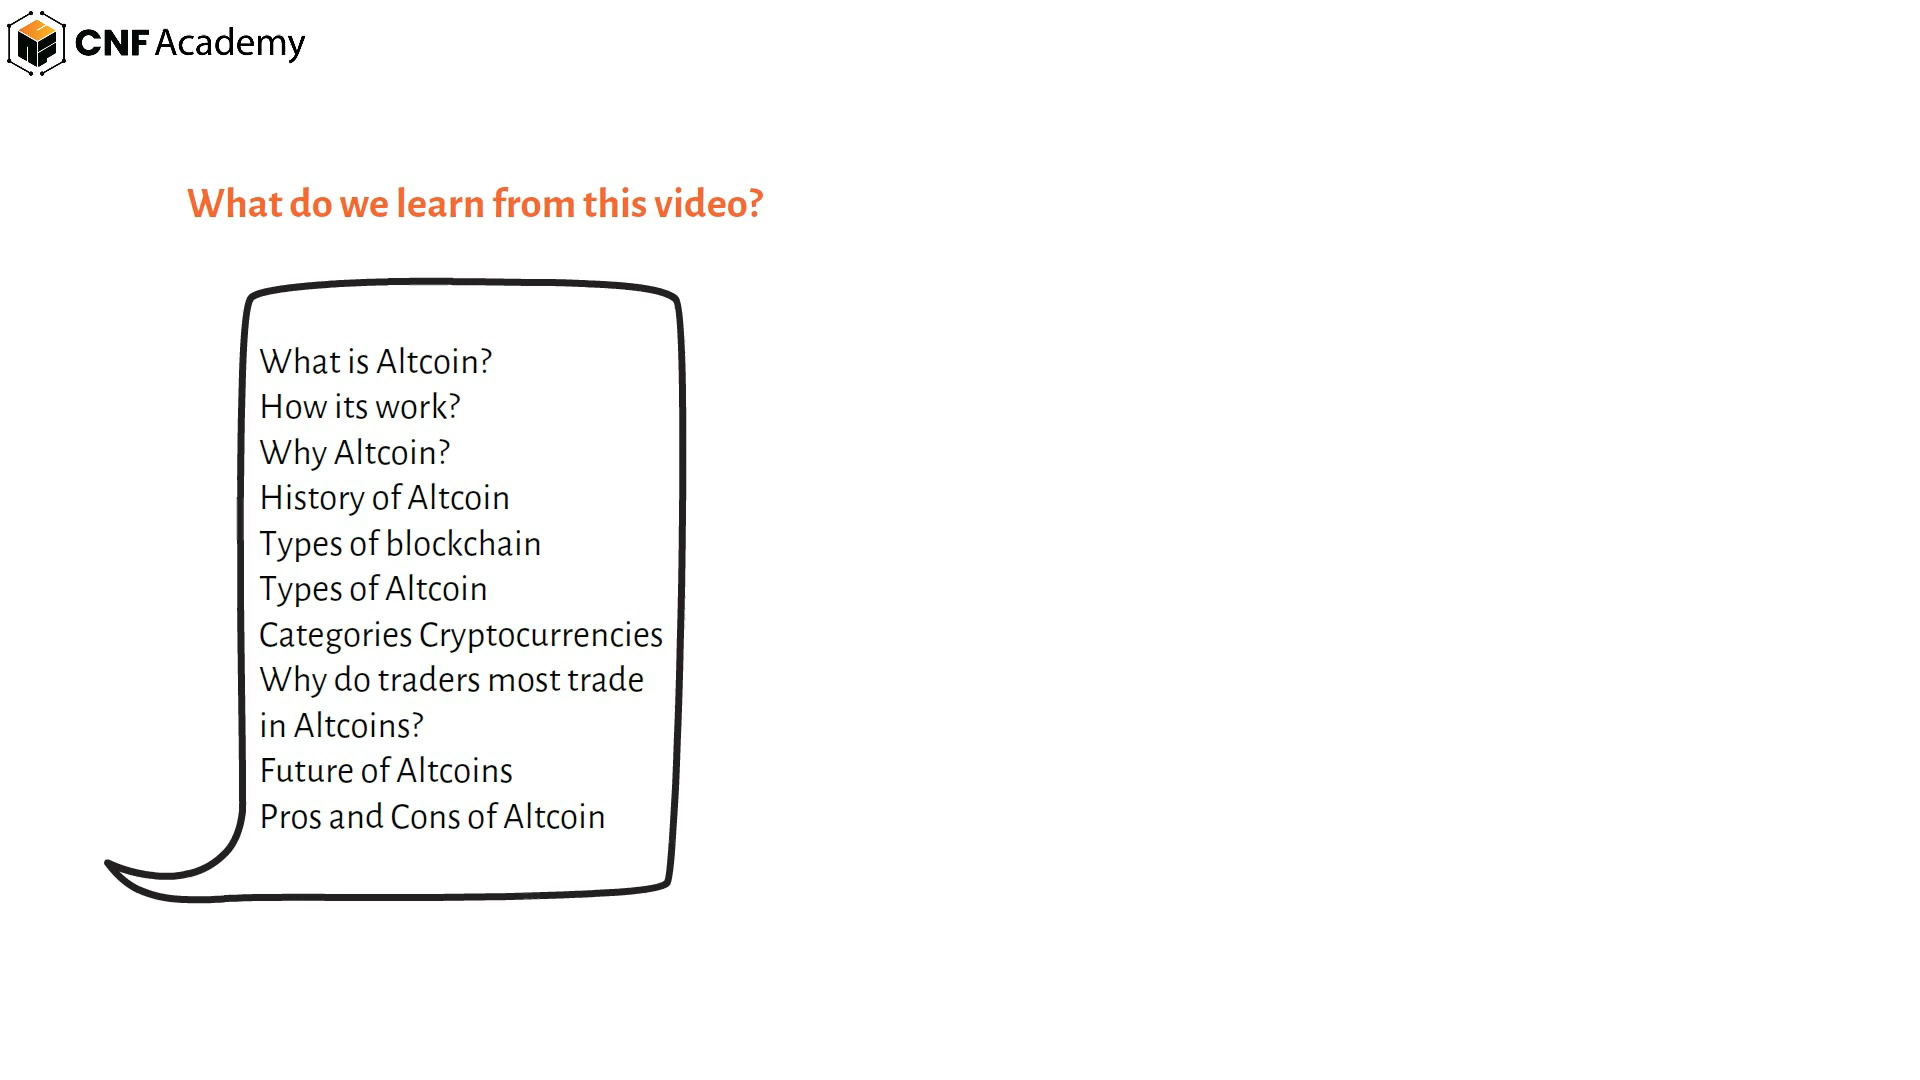 CNF Academy
What do we learn from this video?
What is Altcoin?
How its work?
Why Altcoin?
History of Altcoin
Types of blockchain
Types of Altcoin
Categories Cryptocurrencies
Why do traders most trade
in Altcoins?
Future of Altcoins
Pros and Cons of Altcoin